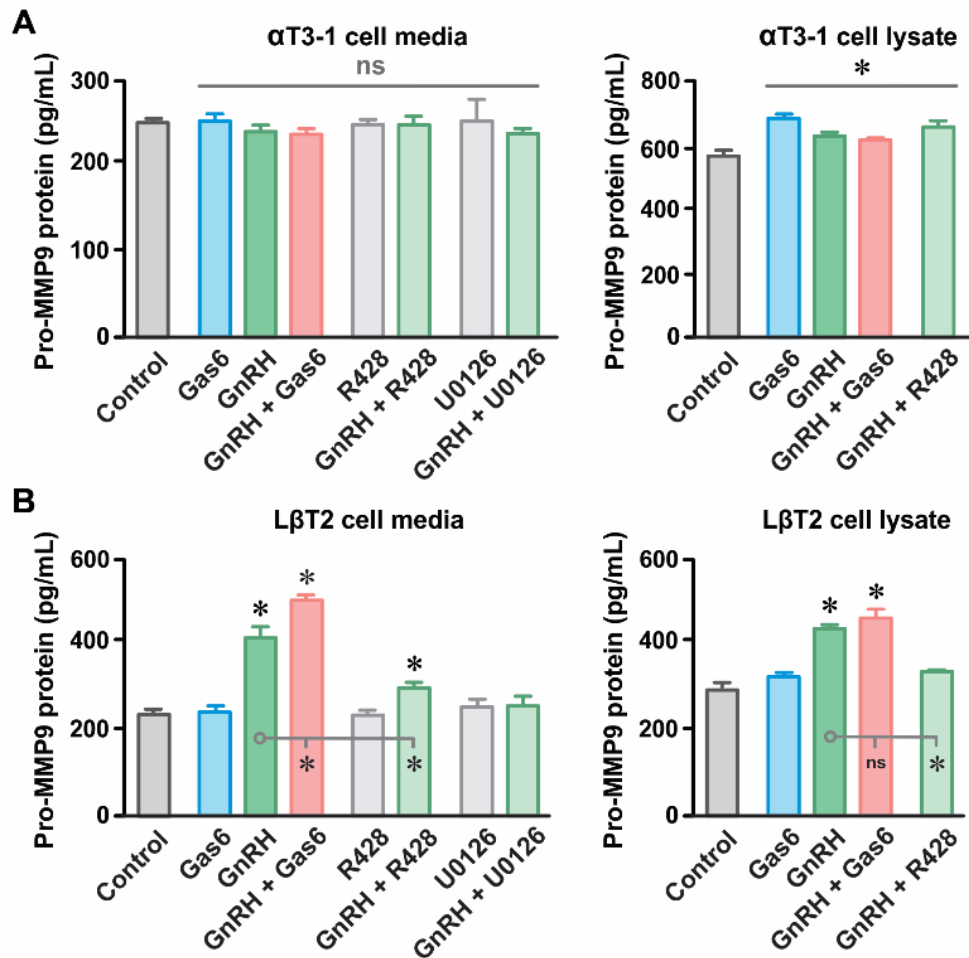 A
αT3-1 cell media
ns
Pro-MMP9 protein (pg/mL)
300
200
100
0
Control
Gas6
GnRH
GnRH + Gas6
R428
GnRH + R428
U0126
GnRH + U0126
αT3-1 cell lysate
*
Pro-MMP9 protein (pg/mL)
800
600
400
200
0
Control
Gas6
GnRH
GnRH + Gas6
GnRH + R428
B
LβT2 cell media
Pro-MMP9 protein (pg/mL)
600
400
200
0
*
*
*
*
*
Control
Gas6
GnRH
GnRH + Gas6
R428
GnRH + R428
U0126
GnRH + U0126
LβT2 cell lysate
Pro-MMP9 protein (pg/mL)
600
400
200
0
*
*
ns
*
Control
Gas6
GnRH
GnRH + Gas6
GnRH + R428